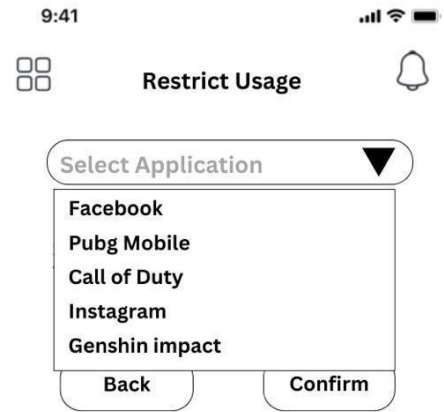 9:41
Restrict Usage
Select Application
Facebook
Pubg Mobile
Call of Duty
Instagram
Genshin impact
Back Confirm